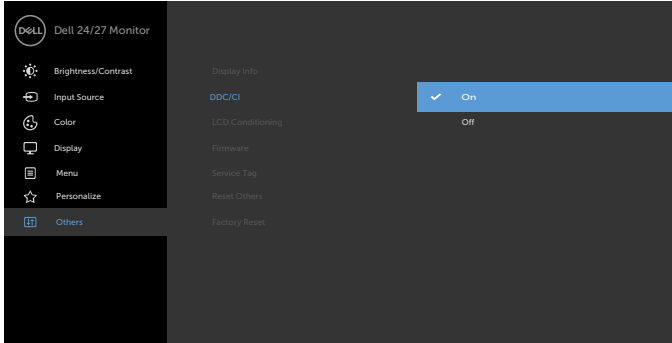 DELL Dell 24/27 Monitor
Brightness/Contrast
Input Source
Color
Display
Menu
Personalize
Others
Display Info
DDC/CI
LCD Conditioning
Firmware
Service Tag
Reset Others
Factory Reset
On
Off